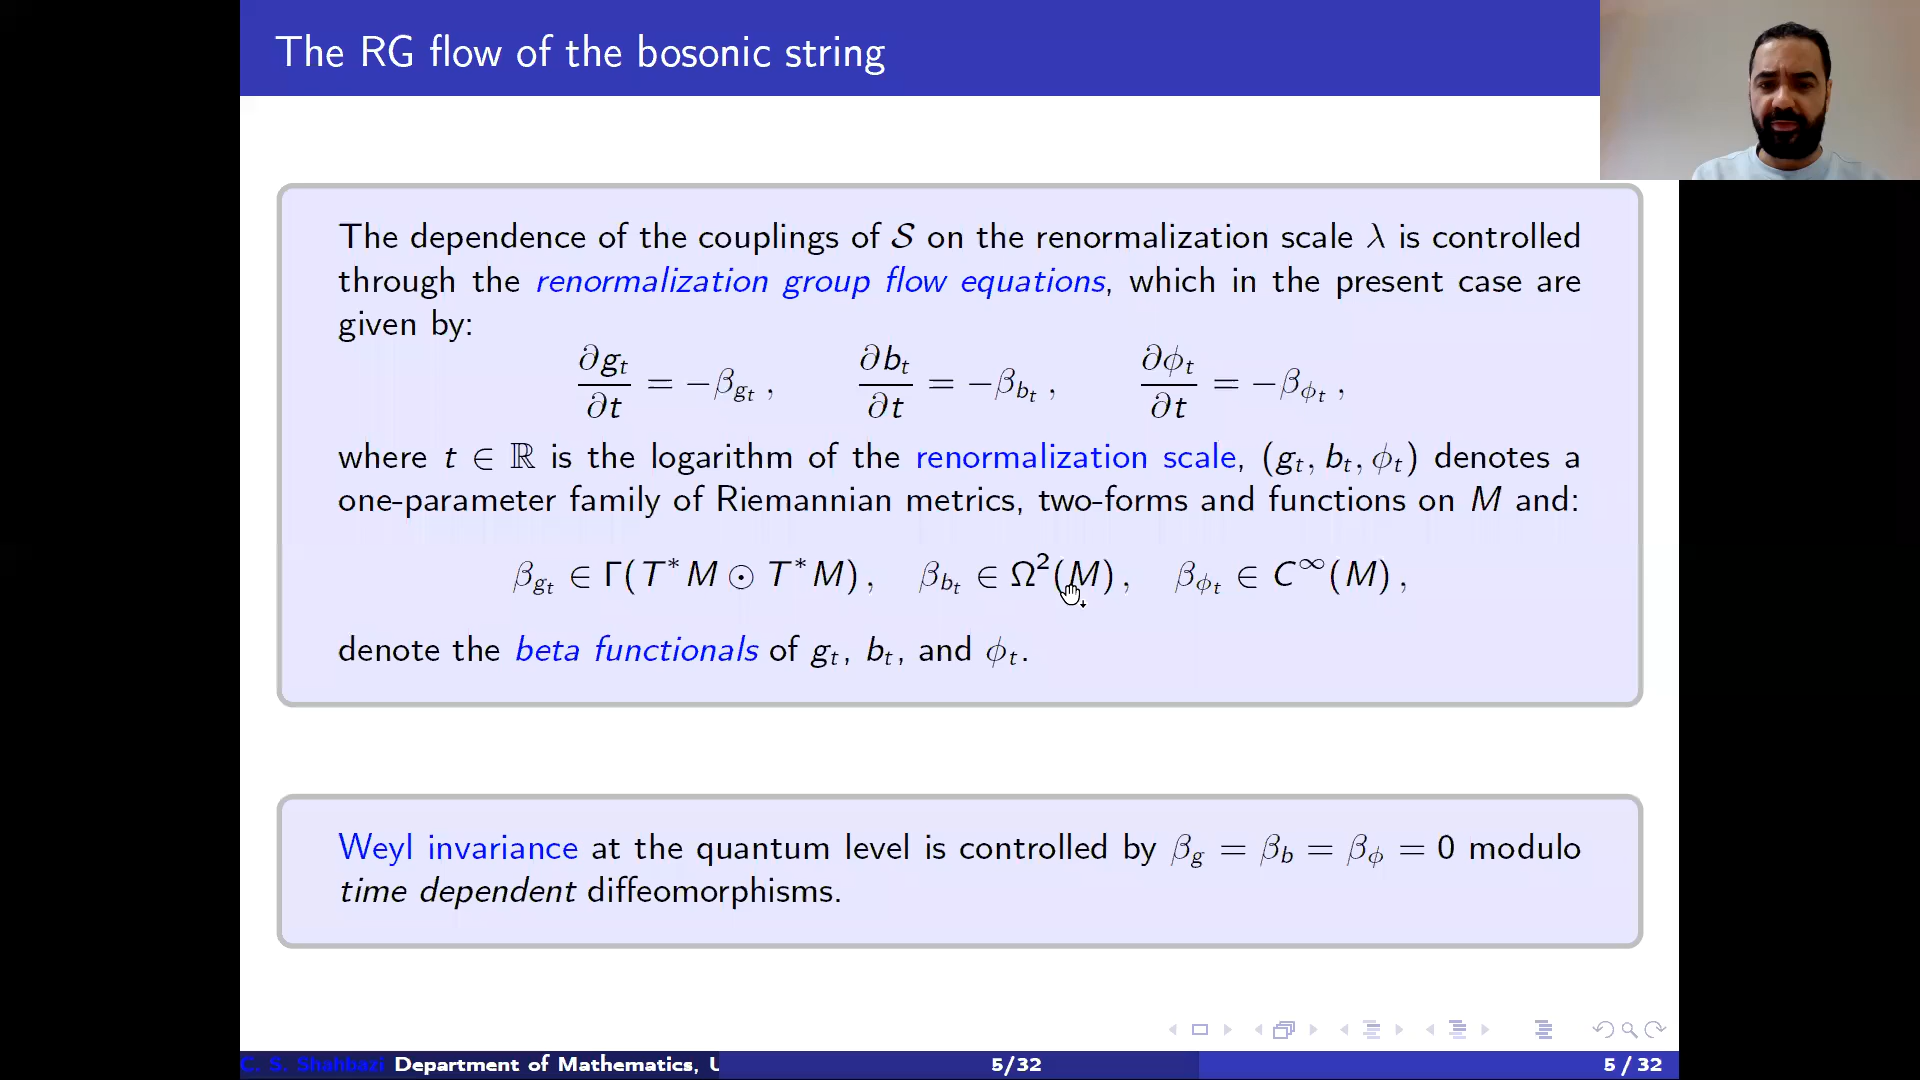 The RG flow of the bosonic string
The dependence of the couplings of 𝒮 on the renormalization scale λ is controlled
through the renormalization group flow equations, which in the present case are
given by:
∂g_t/∂t = −β_{g_t} , ∂b_t/∂t = −β_{b_t} , ∂ϕ_t/∂t = −β_{ϕ_t} ,
where t ∈ ℝ is the logarithm of the renormalization scale, (g_t, b_t, ϕ_t) denotes a
one-parameter family of Riemannian metrics, two-forms and functions on M and:
β_{g_t} ∈ Γ(T*M ⊙ T*M) , β_{b_t} ∈ Ω²(M) , β_{ϕ_t} ∈ C^∞(M) ,
denote the beta functionals of g_t, b_t, and ϕ_t.
Weyl invariance at the quantum level is controlled by β_g = β_b = β_ϕ = 0 modulo
time dependent diffeomorphisms.
C. S. Shahbazi Department of Mathematics, U 5/32 5 / 32